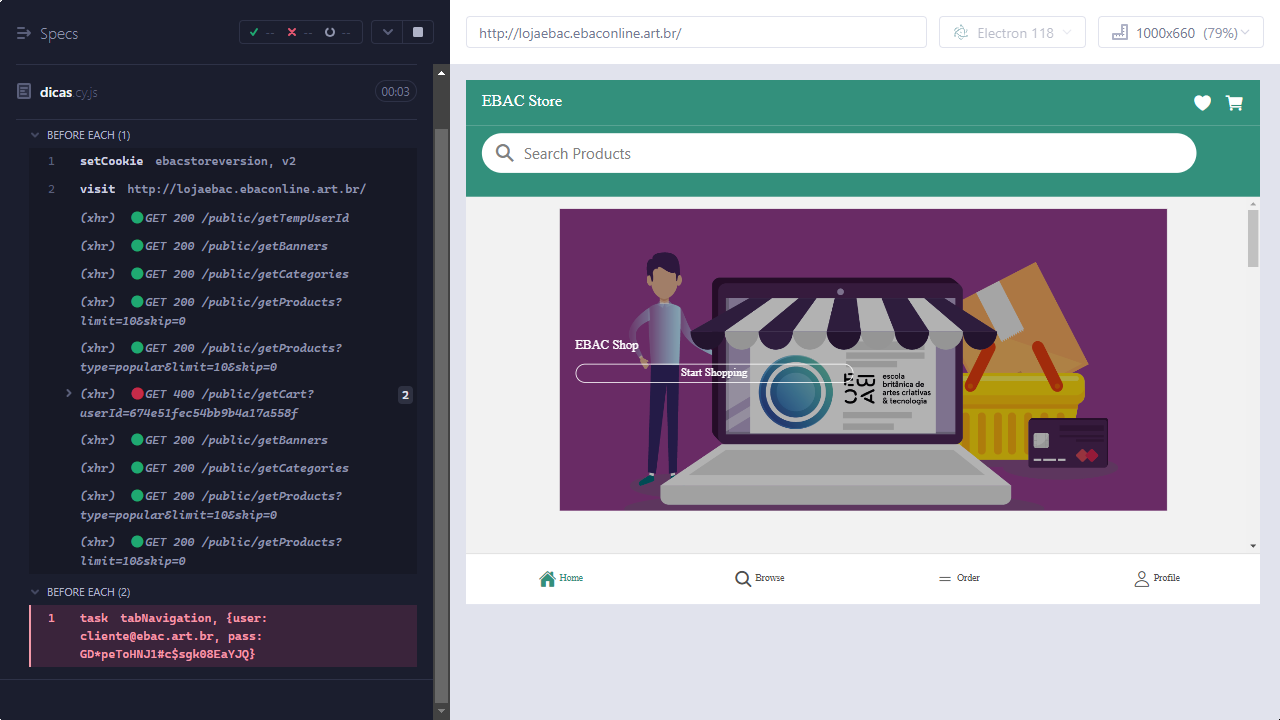 Specs
-- -- --
dicas.cy.js
00:03
BEFORE EACH (1)
1 setCookie ebacstoreversion, v2
2 visit http://lojaebac.ebaconline.art.br/
(xhr) GET 200 /public/getTempUserId
(xhr) GET 200 /public/getBanners
(xhr) GET 200 /public/getCategories
(xhr) GET 200 /public/getProducts?
limit=10&skip=0
(xhr) GET 200 /public/getProducts?
type=popular&limit=10&skip=0
(xhr) GET 400 /public/getCart?
userId=674e51fec54bb9b4a17a558f
2
(xhr) GET 200 /public/getBanners
(xhr) GET 200 /public/getCategories
(xhr) GET 200 /public/getProducts?
type=popular&limit=10&skip=0
(xhr) GET 200 /public/getProducts?
limit=10&skip=0
BEFORE EACH (2)
1 task tabNavigation, {user:
cliente@ebac.art.br, pass:
GD*peToHNJ1#c$sgk08EaYJQ}
http://lojaebac.ebaconline.art.br/
Electron 118
1000x660 (79%)
EBAC Store
Search Products
EBAC Shop
Start Shopping
EBAC
escola
britânica de
artes criativas
& tecnologia
Home
Browse
Order
Profile